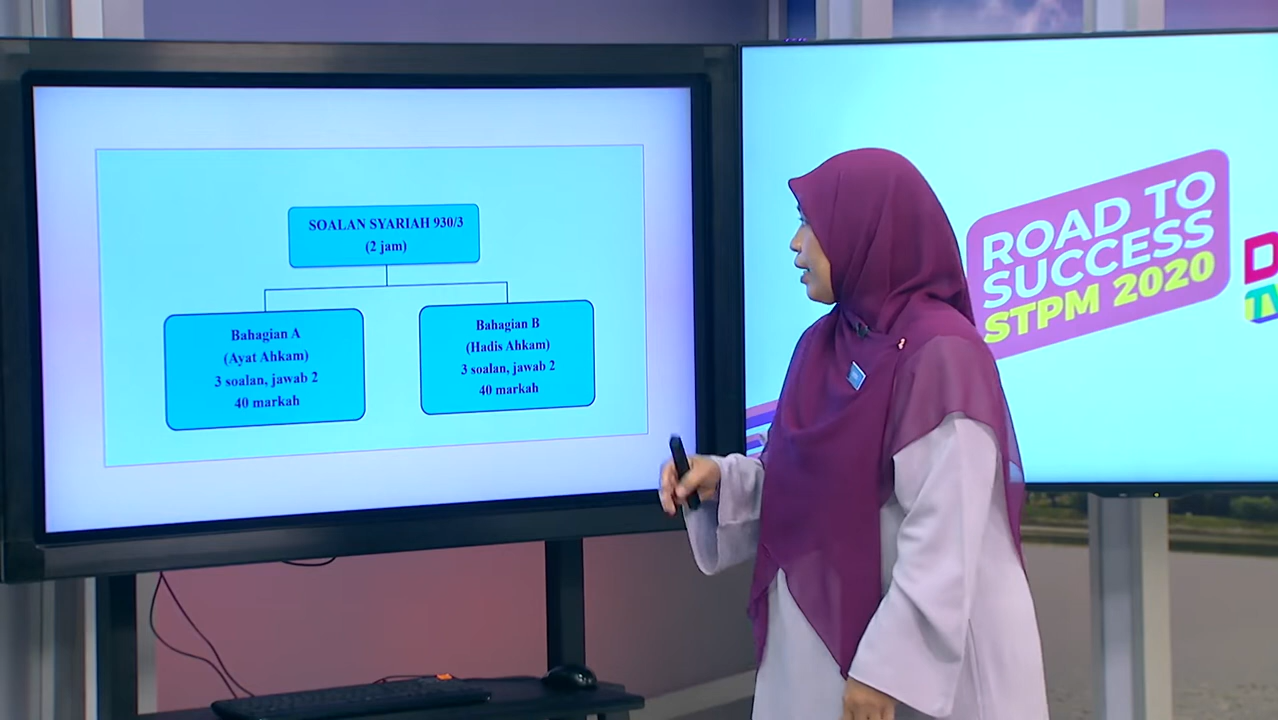 SOALAN SYARIAH 930/3
(2 jam)
Bahagian A
(Ayat Ahkam)
3 soalan, jawab 2
40 markah
Bahagian B
(Hadis Ahkam)
3 soalan, jawab 2
40 markah
ROAD TO
SUCCESS
STPM 2020